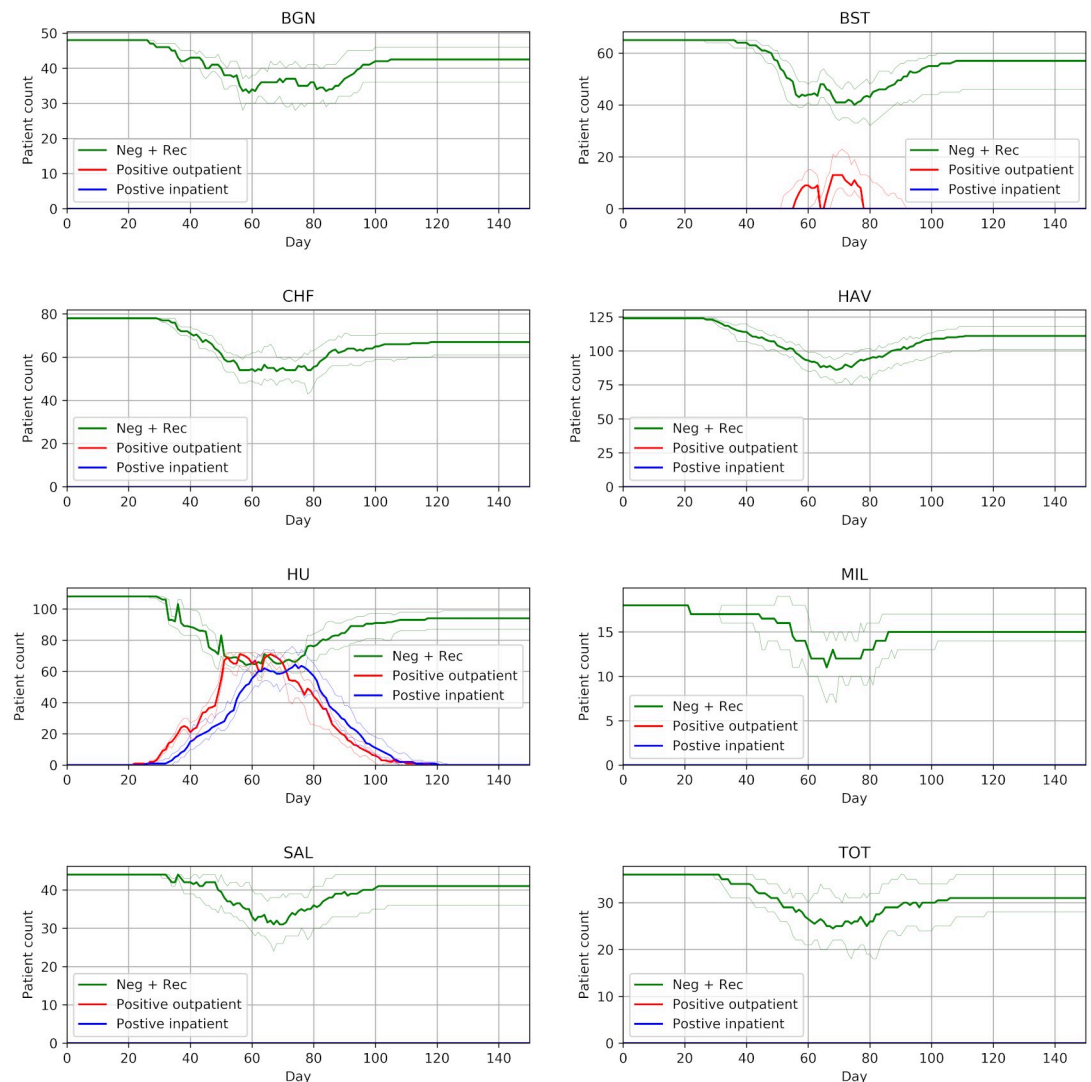 BGN
50
40
30
20
10
0
Patient count
Neg + Rec
Positive outpatient
Postive inpatient
0 20 40 60 80 100 120 140
Day
BST
60
40
20
0
Patient count
Neg + Rec
Positive outpatient
Postive inpatient
0 20 40 60 80 100 120 140
Day
CHF
80
60
40
20
0
Patient count
Neg + Rec
Positive outpatient
Postive inpatient
0 20 40 60 80 100 120 140
Day
HAV
125
100
75
50
25
0
Patient count
Neg + Rec
Positive outpatient
Postive inpatient
0 20 40 60 80 100 120 140
Day
HU
100
80
60
40
20
0
Patient count
Neg + Rec
Positive outpatient
Postive inpatient
0 20 40 60 80 100 120 140
Day
MIL
15
10
5
0
Patient count
Neg + Rec
Positive outpatient
Postive inpatient
0 20 40 60 80 100 120 140
Day
SAL
40
30
20
10
0
Patient count
Neg + Rec
Positive outpatient
Postive inpatient
0 20 40 60 80 100 120 140
Day
TOT
30
20
10
0
Patient count
Neg + Rec
Positive outpatient
Postive inpatient
0 20 40 60 80 100 120 140
Day